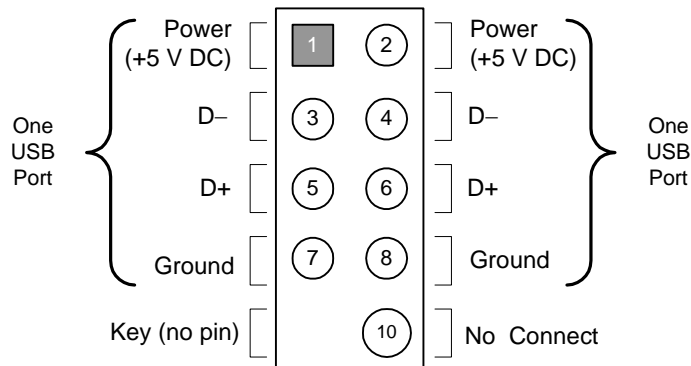 Power
(+5 V DC)
1
2
Power
(+5 V DC)
One
USB
Port
D−
3
4
D−
One
USB
Port
D+
5
6
D+
Ground
7
8
Ground
Key (no pin)
10
No Connect